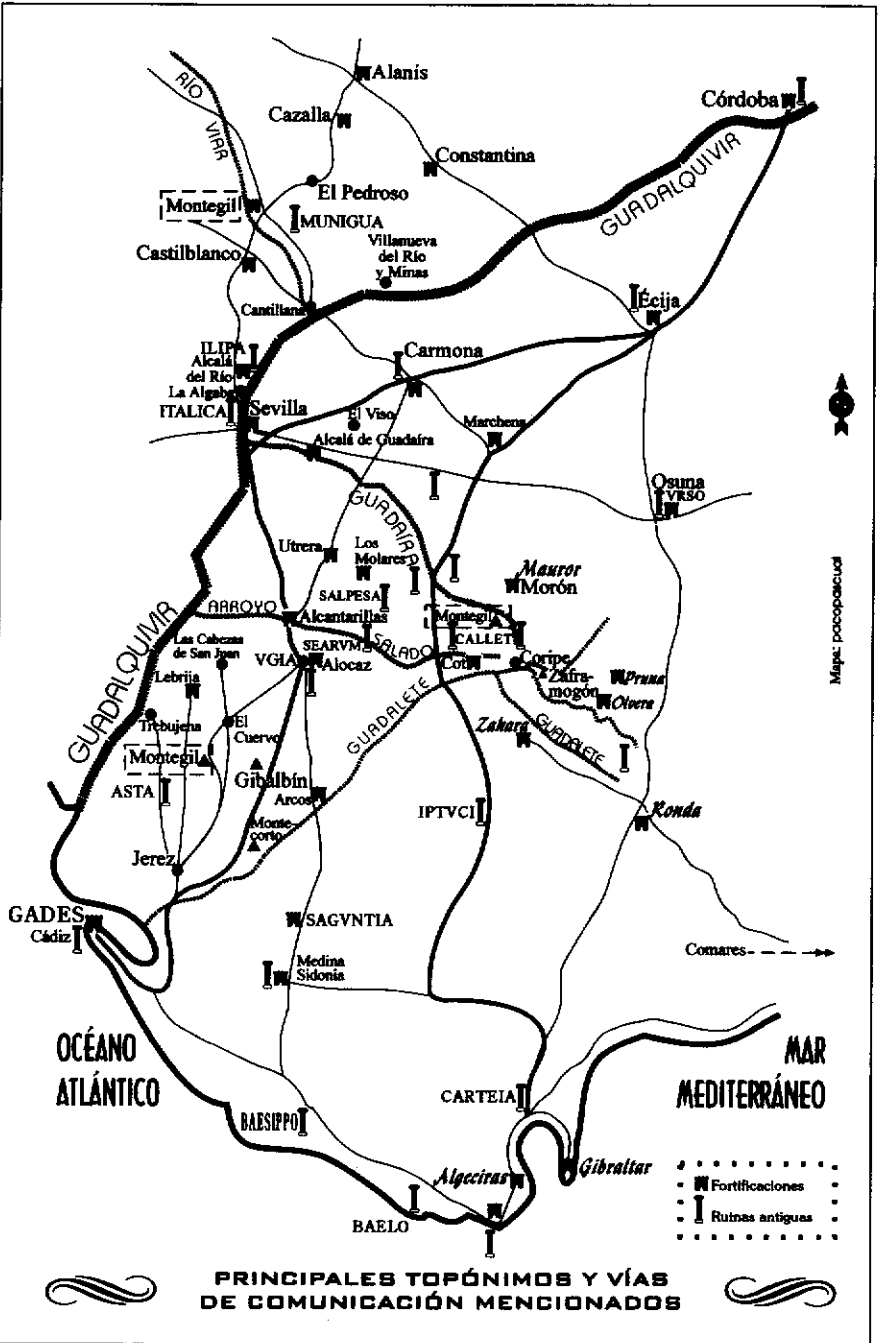 Alanís
RÍO
VIAR
Córdoba
Cazalla
Constantina
GUADALQUIVIR
El Pedroso
Montegil
MUNIGUA
Villanueva
del Río
y Minas
Castilblanco
Cantillana
Écija
ILIPA
Alcalá
del Río
Carmona
La Algaba
ITALICA
Sevilla
El Viso
Marchena
Alcalá de Guadaíra
Osuna
VRSO
GUADAÍRA
Utrera
Los
Molares
Mauror
Morón
SALPESA
ARROYO
Alcantarillas
Montegil
CALLET
SALADO
SEARVM
Las Cabezas
de San Juan
VGIA
Alocaz
Cote
Coripe
Zafra-
mogón
Pruna
Olvera
Lebrija
GUADALQUIVIR
GUADALETE
GUADALETE
Zahara
Trebujena
El
Cuervo
Montegil
Gibalbín
ASTA
Arcos
IPTVCI
Ronda
Monte-
corto
Jerez
GADES
Cádiz
SAGVNTIA
Comares
Medina
Sidonia
OCÉANO
ATLÁNTICO
MAR
MEDITERRÁNEO
CARTEIA
BAESIPPO
Algeciras
Gibraltar
BAELO
Fortificaciones
Ruinas antiguas
Mapa: pacopascual
PRINCIPALES TOPÓNIMOS Y VÍAS
DE COMUNICACIÓN MENCIONADOS